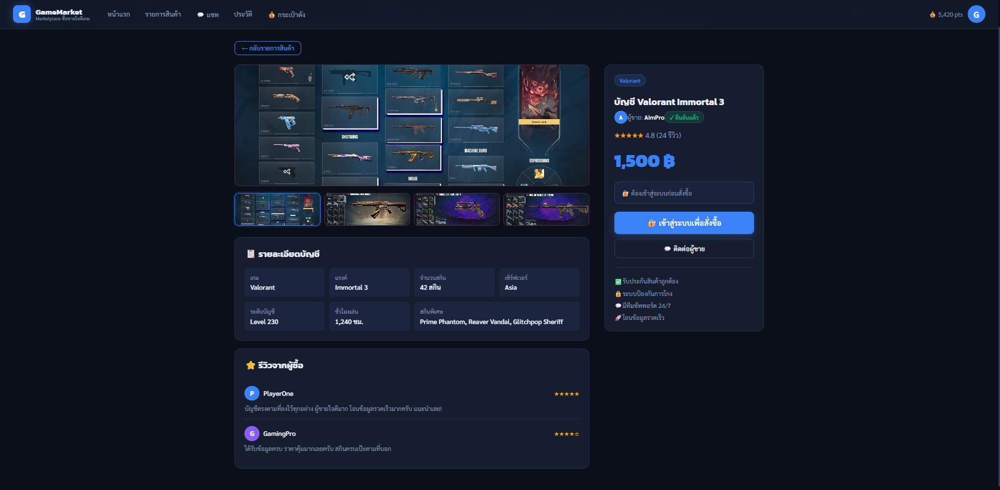 G
GameMarket
Marketplace ซื้อขายไอดีเกม
หน้าแรก
รายการสินค้า
💬 แชท
ประวัติ
💰 กระเป๋าตัง
💰 5,420 pts
G
← กลับรายการสินค้า
CLASSIC
SHORTY
FRENZY
GHOST
BANDIT
STINGER
SPECTRE
SHOTGUNS
BUCKY
BULLDOG
GUARDIAN
PHANTOM
VANDAL
MELEE
MARSHAL
OUTLAW
OPERATOR
MACHINE GUNS
ARES
lovers rock
EXPRESSIONS
📋 รายละเอียดบัญชี
เกม
Valorant
แรงค์
Immortal 3
จำนวนสกิน
42 สกิน
เซิร์ฟเวอร์
Asia
ระดับบัญชี
Level 230
ชั่วโมงเล่น
1,240 ชม.
สกินพิเศษ
Prime Phantom, Reaver Vandal, Glitchpop Sheriff
⭐ รีวิวจากผู้ซื้อ
P PlayerOne ★★★★★
บัญชีตรงตามที่ลงไว้ทุกอย่าง ผู้ขายใจดีมาก โอนข้อมูลรวดเร็วมากครับ แนะนำเลย!
G GamingPro ★★★★☆
ได้รับข้อมูลครบ ราคาคุ้มมากเลยครับ สกินครบเป๊ะตามที่บอก
Valorant
บัญชี Valorant Immortal 3
A ผู้ขาย: AimPro ✓ ยืนยันแล้ว
★★★★★ 4.8 (24 รีวิว)
1,500 ฿
🔐 ต้องเข้าสู่ระบบก่อนสั่งซื้อ
🔐 เข้าสู่ระบบเพื่อสั่งซื้อ
💬 ติดต่อผู้ขาย
✅ รับประกันสินค้าถูกต้อง
🔒 ระบบป้องกันการโกง
💬 มีทีมซัพพอร์ต 24/7
🚀 โอนข้อมูลรวดเร็ว